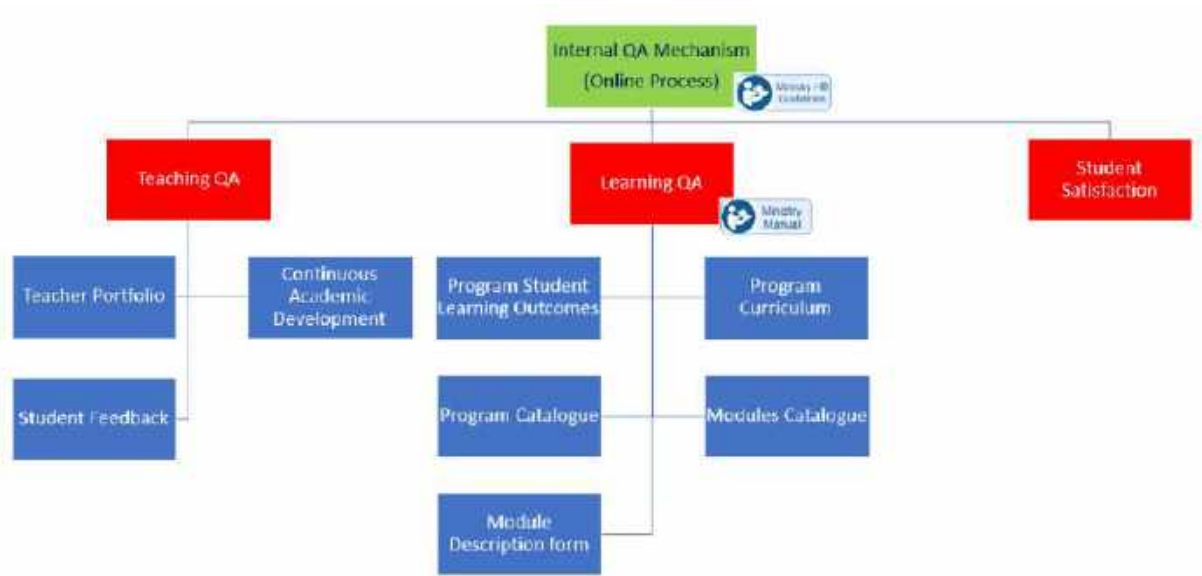 Internal QA Mechanism
(Online Process)
Ministry
Guidelines
Teaching QA
Learning QA
Student
Satisfaction
Ministry
Manual
Teacher Portfolio
Continuous
Academic
Development
Program Student
Learning Outcomes
Program
Curriculum
Student Feedback
Program Catalogue
Modules Catalogue
Module
Description form